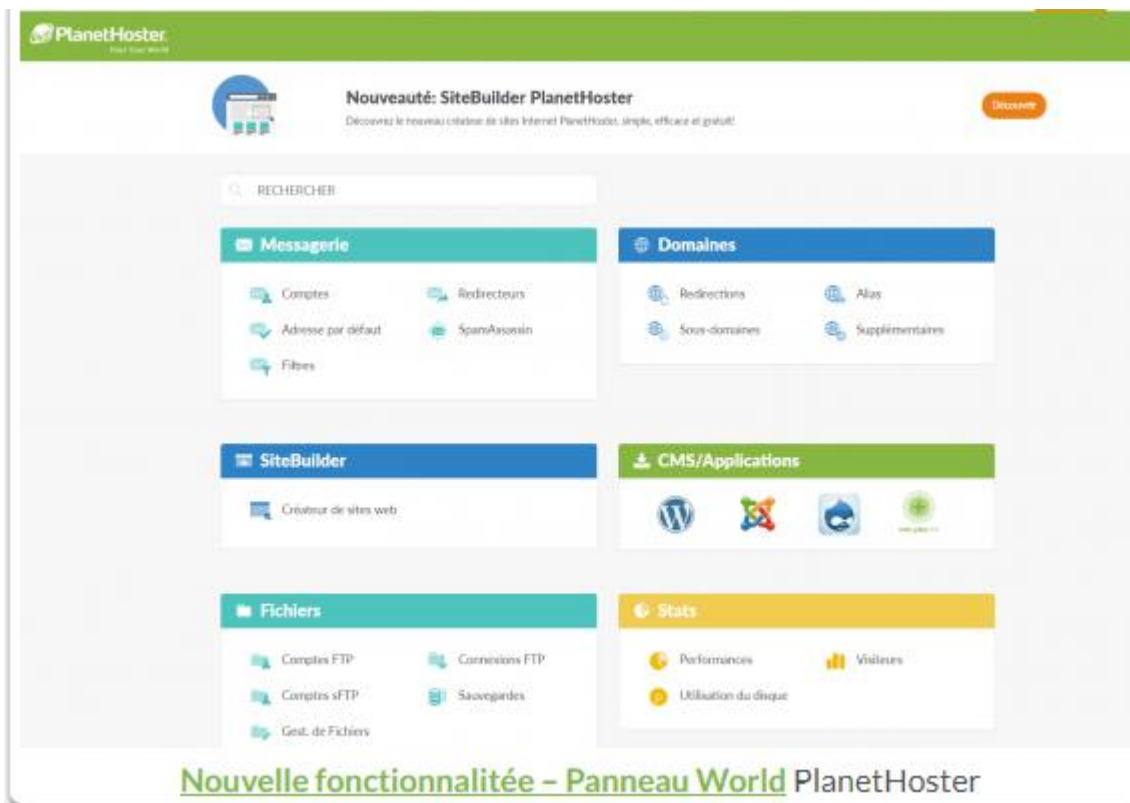 PlanetHoster
Nouveauté: SiteBuilder PlanetHoster
Découvrez le nouveau créateur de sites Internet PlanetHoster, simple, efficace et gratuit!
Découvrir
RECHERCHER
Messagerie
Domaines
Comptes
Redirecteurs
Redirections
Alias
Adresse par défaut
SpamAssassin
Sous-domaines
Supplémentaires
Filtres
SiteBuilder
CMS/Applications
Créateur de sites web
Fichiers
Stats
Comptes FTP
Connexions FTP
Performances
Visiteurs
Comptes sFTP
Sauvegardes
Utilisation du disque
Gest. de Fichiers
Nouvelle fonctionnalitée – Panneau World PlanetHoster